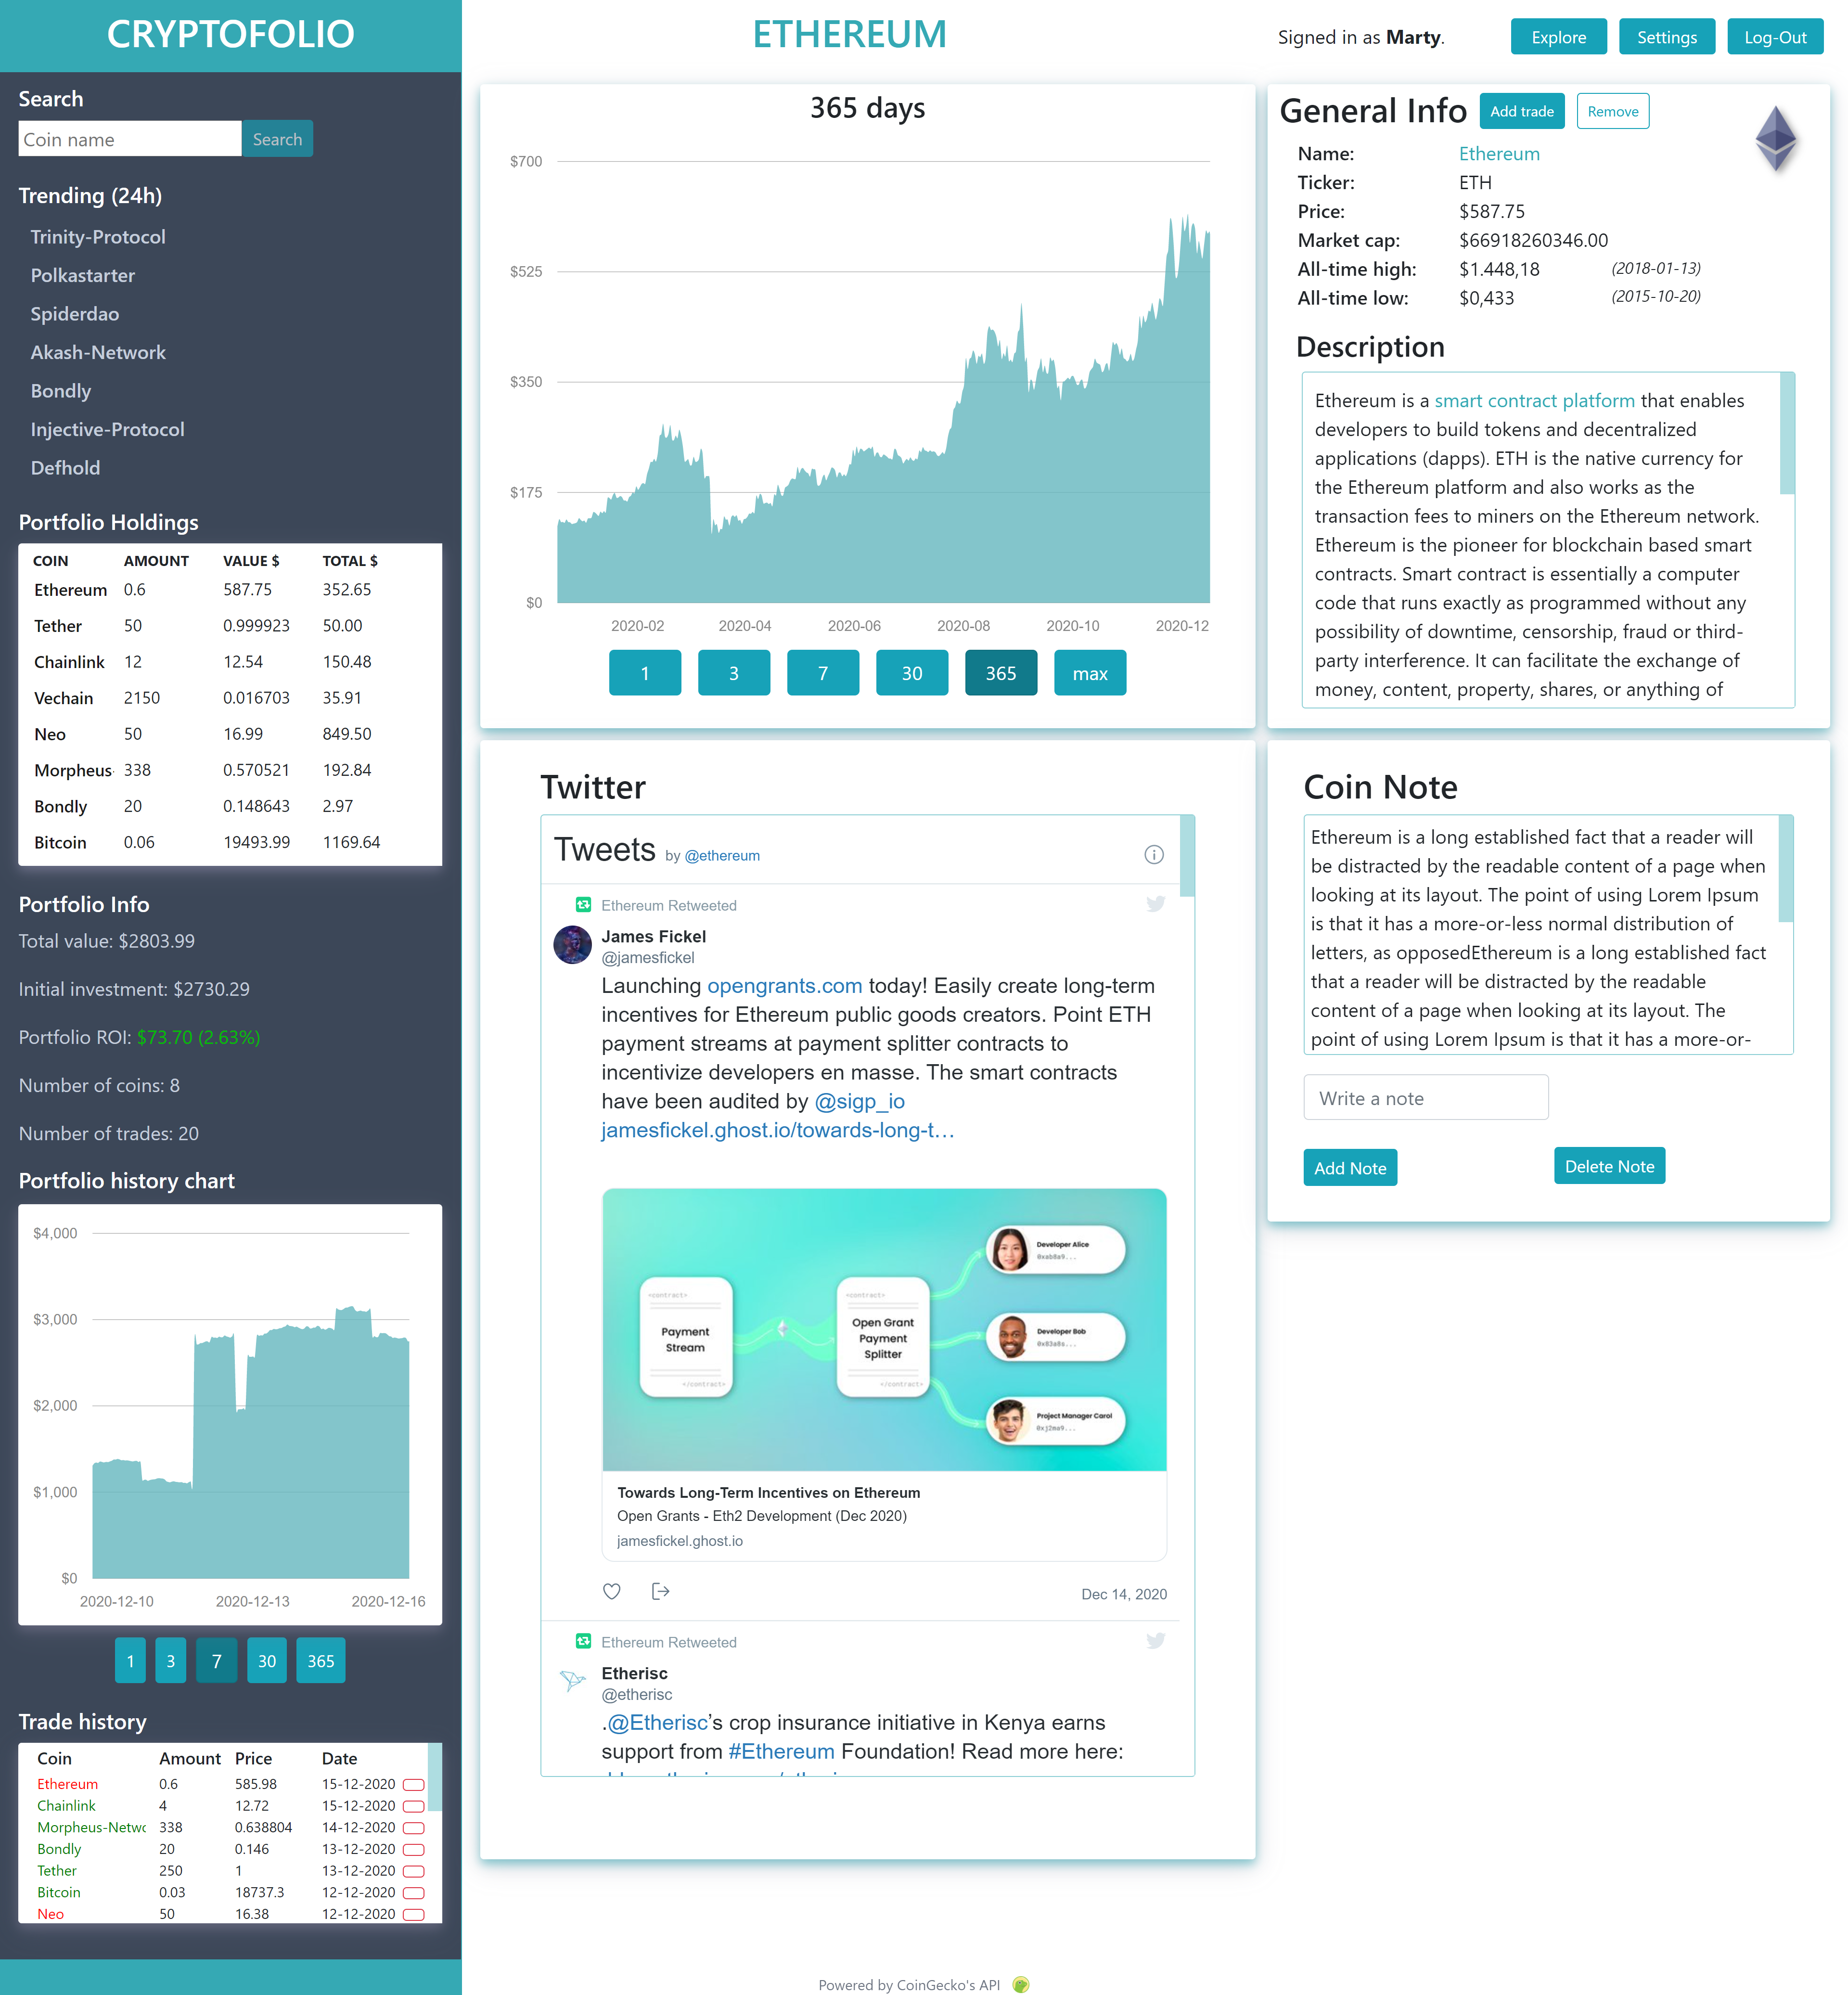 CRYPTOFOLIO
Search
Coin name
Search
Trending (24h)
Trinity-Protocol
Polkastarter
Spiderdao
Akash-Network
Bondly
Injective-Protocol
Defhold
Portfolio Holdings
COIN AMOUNT VALUE $ TOTAL $
Ethereum 0.6 587.75 352.65
Tether 50 0.999923 50.00
Chainlink 12 12.54 150.48
Vechain 2150 0.016703 35.91
Neo 50 16.99 849.50
Morpheus- 338 0.570521 192.84
Bondly 20 0.148643 2.97
Bitcoin 0.06 19493.99 1169.64
Portfolio Info
Total value: $2803.99
Initial investment: $2730.29
Portfolio ROI: $73.70 (2.63%)
Number of coins: 8
Number of trades: 20
Portfolio history chart
$4,000
$3,000
$2,000
$1,000
$0
2020-12-10 2020-12-13 2020-12-16
1 3 7 30 365
Trade history
Coin Amount Price Date
Ethereum 0.6 585.98 15-12-2020
Chainlink 4 12.72 15-12-2020
Morpheus-Netwo 338 0.638804 14-12-2020
Bondly 20 0.146 13-12-2020
Tether 250 1 13-12-2020
Bitcoin 0.03 18737.3 12-12-2020
Neo 50 16.38 12-12-2020
ETHEREUM
Signed in as Marty.
Explore Settings Log-Out
365 days
$700
$525
$350
$175
$0
2020-02 2020-04 2020-06 2020-08 2020-10 2020-12
1 3 7 30 365 max
General Info Add trade Remove
Name: Ethereum
Ticker: ETH
Price: $587.75
Market cap: $66918260346.00
All-time high: $1.448,18 (2018-01-13)
All-time low: $0,433 (2015-10-20)
Description
Ethereum is a smart contract platform that enables
developers to build tokens and decentralized
applications (dapps). ETH is the native currency for
the Ethereum platform and also works as the
transaction fees to miners on the Ethereum network.
Ethereum is the pioneer for blockchain based smart
contracts. Smart contract is essentially a computer
code that runs exactly as programmed without any
possibility of downtime, censorship, fraud or third-
party interference. It can facilitate the exchange of
money, content, property, shares, or anything of
Twitter
Tweets by @ethereum
Ethereum Retweeted
James Fickel
@jamesfickel
Launching opengrants.com today! Easily create long-term
incentives for Ethereum public goods creators. Point ETH
payment streams at payment splitter contracts to
incentivize developers en masse. The smart contracts
have been audited by @sigp_io
jamesfickel.ghost.io/towards-long-t…
<contract>
Payment
Stream
</contract>
<contract>
Open Grant
Payment
Splitter
</contract>
Developer Alice
0xab8a9...
Developer Bob
0x83a8s...
Project Manager Carol
0xj2ma9...
Towards Long-Term Incentives on Ethereum
Open Grants - Eth2 Development (Dec 2020)
jamesfickel.ghost.io
Dec 14, 2020
Ethereum Retweeted
Etherisc
@etherisc
.@Etherisc’s crop insurance initiative in Kenya earns
support from #Ethereum Foundation! Read more here:
Coin Note
Ethereum is a long established fact that a reader will
be distracted by the readable content of a page when
looking at its layout. The point of using Lorem Ipsum
is that it has a more-or-less normal distribution of
letters, as opposedEthereum is a long established fact
that a reader will be distracted by the readable
content of a page when looking at its layout. The
point of using Lorem Ipsum is that it has a more-or-
Write a note
Add Note Delete Note
Powered by CoinGecko's API